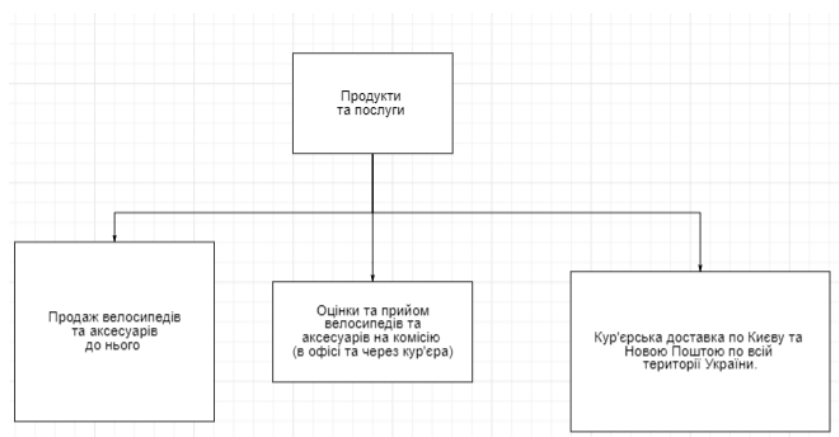 Продукти
та послуги
Продаж велосипедів
та аксесуарів
до нього
Оцінки та прийом
велосипедів та
аксесуарів на комісію
(в офісі та через кур'єра)
Кур'єрська доставка по Києву та
Новою Поштою по всій
території України.